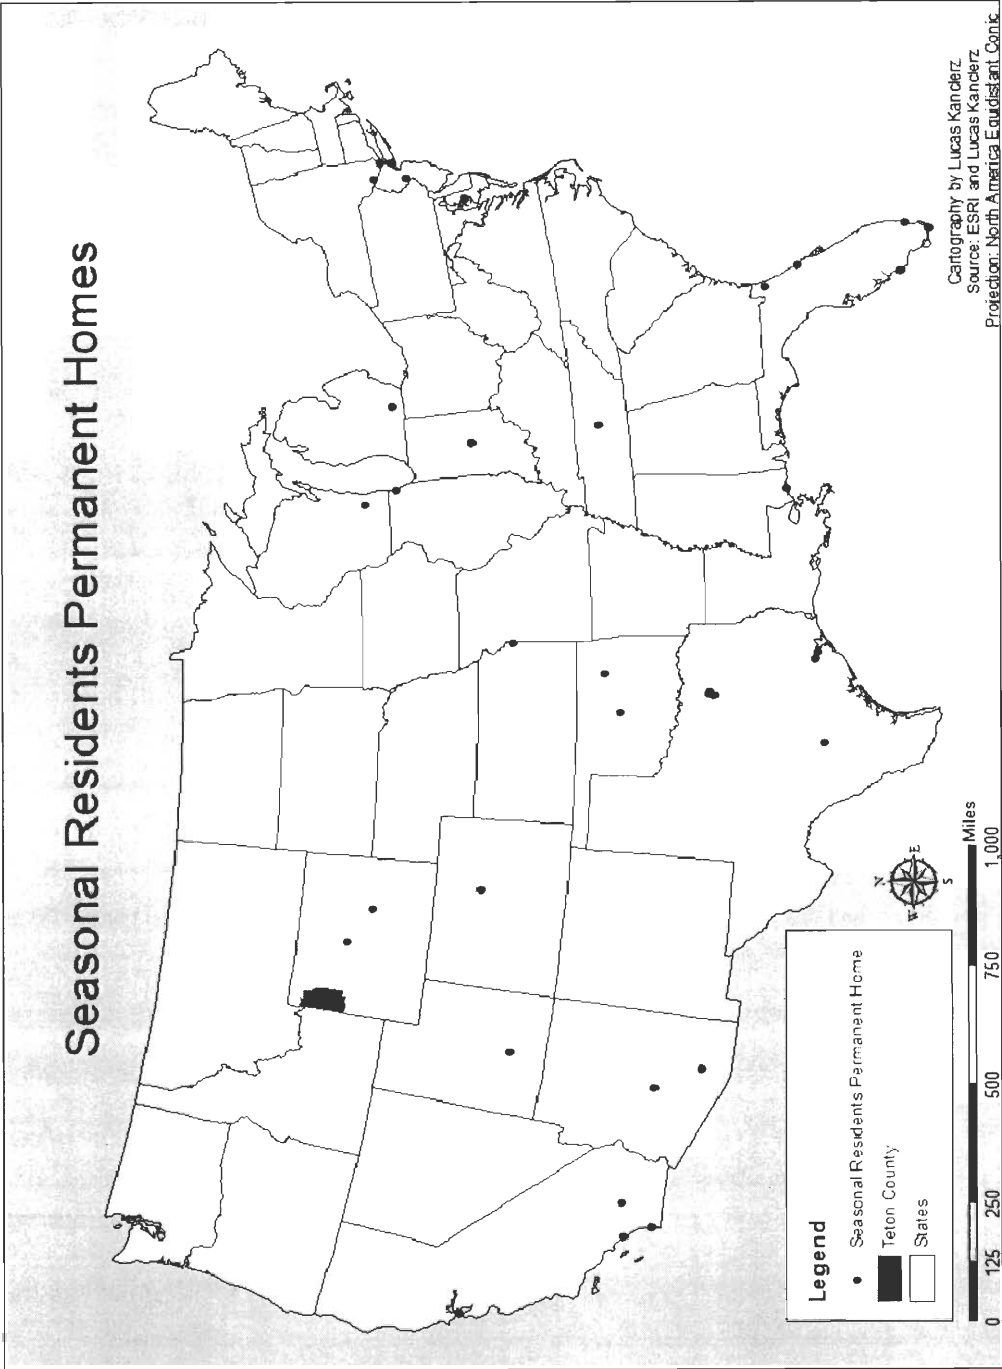 Seasonal Residents Permanent Homes
N
W
E
S
Legend
Seasonal Residents Permanent Home
Teton County
States
0 125 250 500 750 1,000
Miles
Cartography by Lucas Kanclerz
Source: ESRI and Lucas Kanclerz
Projection: North America Equidistant Conic